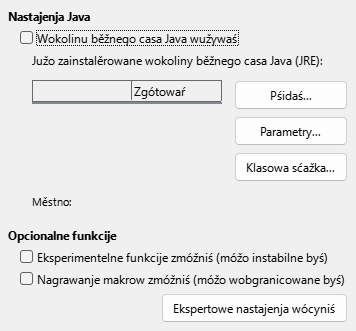 Nastajenja Java
Wokolinu běžnego casa Java wužywaś
Južo zainstalěrowane wokoliny běžnego casa Java (JRE):
Zgótowaŕ
Pśidaś...
Parametry...
Klasowa sćažka...
Městno:
Opcionalne funkcije
Eksperimentelne funkcije zmóžniś (móžo instabilne byś)
Nagrawanje makrow zmóžniś (móžo wobgranicowane byś)
Ekspertowe nastajenja wócyniś